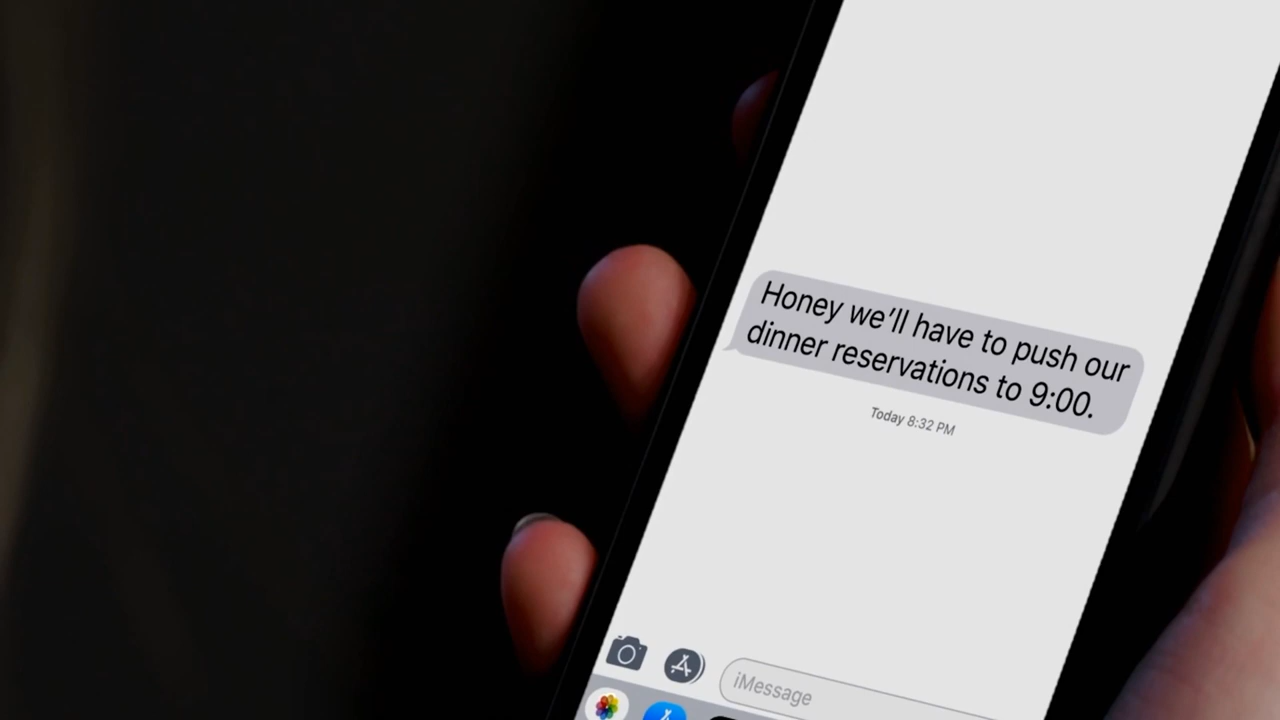 Honey we’ll have to push our
dinner reservations to 9:00.
Today 8:32 PM
iMessage